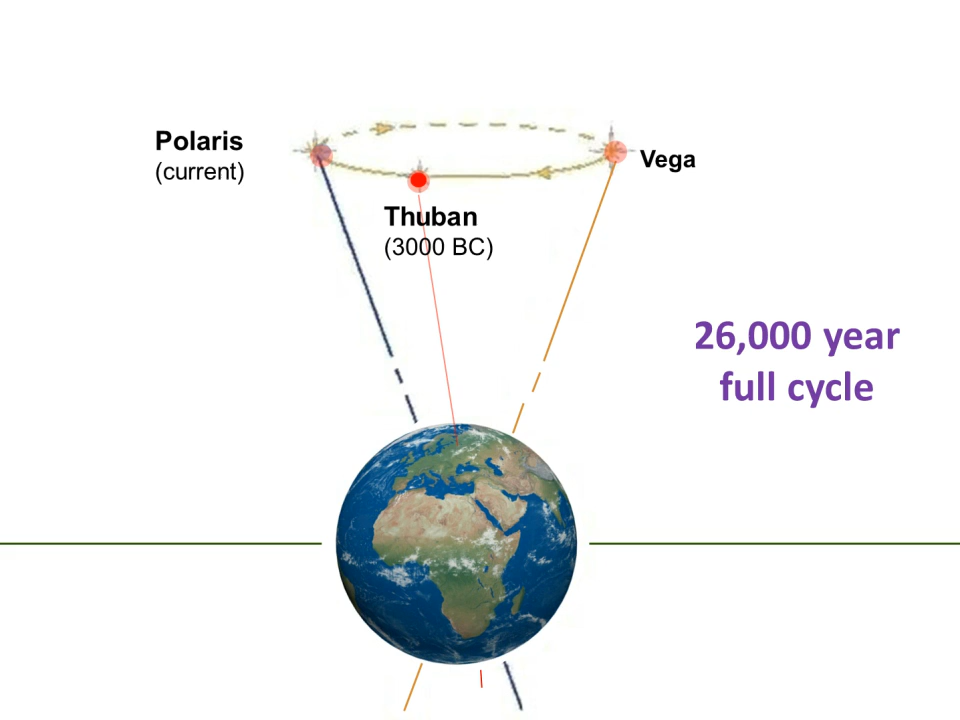 Polaris
(current)
Vega
Thuban
(3000 BC)
26,000 year
full cycle